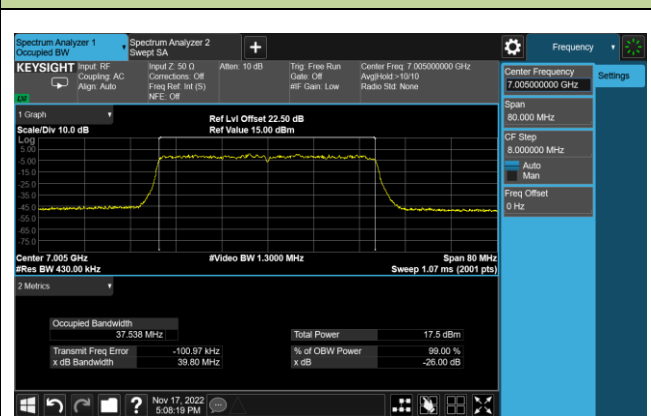 Spectrum Analyzer 1
Occupied BW
Spectrum Analyzer 2
Swept SA
Frequency
KEYSIGHT
Input: RF
Coupling: AC
Align: Auto
Input Z: 50 Ω
Corrections: Off
Freq Ref: Int (S)
NFE: Off
Atten: 10 dB
Trig: Free Run
Gate: Off
#IF Gain: Low
Center Freq: 7.005000000 GHz
Avg|Hold:>10/10
Radio Std: None
Center Frequency
7.005000000 GHz
Settings
Span
80.000 MHz
CF Step
8.000000 MHz
Auto
Man
Freq Offset
0 Hz
1 Graph
Scale/Div 10.0 dB
Ref Lvl Offset 22.50 dB
Ref Value 15.00 dBm
Log
5.00
-5.00
-15.0
-25.0
-35.0
-45.0
-55.0
-65.0
-75.0
Center 7.005 GHz
#Video BW 1.3000 MHz
Span 80 MHz
#Res BW 430.00 kHz
Sweep 1.07 ms (2001 pts)
2 Metrics
Occupied Bandwidth
37.538 MHz
Total Power
17.5 dBm
Transmit Freq Error
-100.97 kHz
% of OBW Power
99.00 %
x dB Bandwidth
39.80 MHz
x dB
-26.00 dB
?
Nov 17, 2022
5:08:19 PM